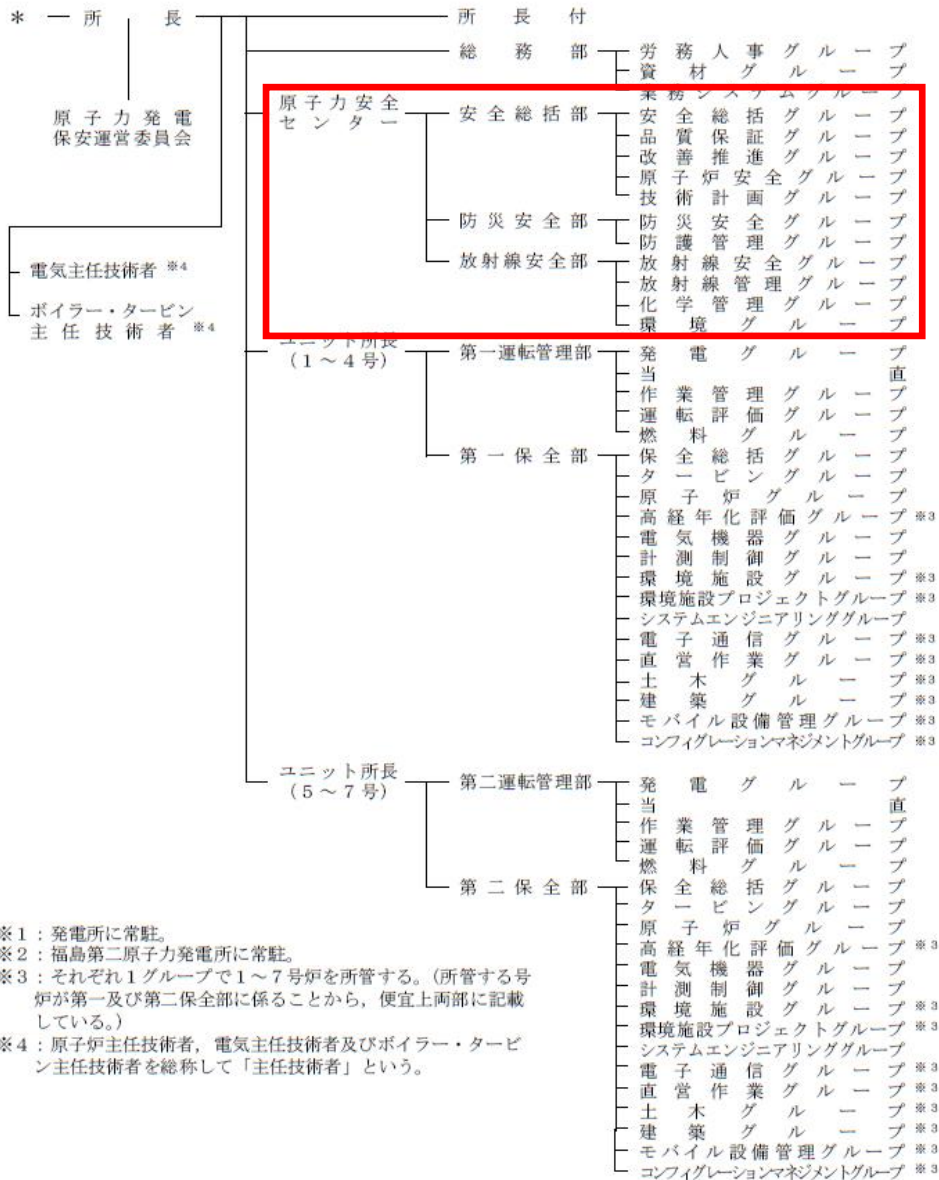 * 所長 所長付
総務部 労務人事グループ
資材グループ
業務システムグループ
原子力発電
保安運営委員会
原子力安全
センター
安全総括部 安全総括グループ
品質保証グループ
改善推進グループ
原子炉安全グループ
技術計画グループ
防災安全部 防災安全グループ
防護管理グループ
放射線安全部 放射線安全グループ
放射線管理グループ
化学管理グループ
環境グループ
電気主任技術者 ※4
ボイラー・タービン
主任技術者 ※4
ユニット所長
(1~4号)
第一運転管理部 発電グループ
当直
作業管理グループ
運転評価グループ
燃料グループ
第一保全部 保全総括グループ
タービングループ
原子炉グループ
高経年化評価グループ ※3
電気機器グループ
計測制御グループ
環境施設グループ ※3
環境施設プロジェクトグループ ※3
システムエンジニアリンググループ
電子通信グループ ※3
直営作業グループ ※3
土木グループ ※3
建築グループ ※3
モバイル設備管理グループ ※3
コンフィグレーションマネジメントグループ ※3
ユニット所長
(5~7号)
第二運転管理部 発電グループ
当直
作業管理グループ
運転評価グループ
燃料グループ
第二保全部 保全総括グループ
タービングループ
原子炉グループ
高経年化評価グループ ※3
電気機器グループ
計測制御グループ
環境施設グループ ※3
環境施設プロジェクトグループ ※3
システムエンジニアリンググループ
電子通信グループ ※3
直営作業グループ ※3
土木グループ ※3
建築グループ ※3
モバイル設備管理グループ ※3
コンフィグレーションマネジメントグループ ※3
※1:発電所に常駐。
※2:福島第二原子力発電所に常駐。
※3:それぞれ1グループで1~7号炉を所管する。(所管する号
炉が第一及び第二保全部に係ることから,便宜上両部に記載
している。)
※4:原子炉主任技術者,電気主任技術者及びボイラー・タービ
ン主任技術者を総称して「主任技術者」という。